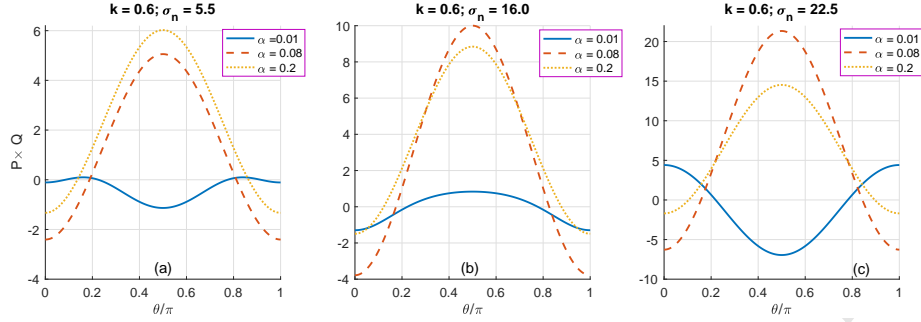 k = 0.6; σn = 5.5
6
4
2
0
-2
-4
P× Q
α =0.01
α = 0.08
α = 0.2
(a)
0 0.2 0.4 0.6 0.8 1
θ/π
k = 0.6; σn = 16.0
10
8
6
4
2
0
-2
-4
α = 0.01
α = 0.08
α = 0.2
(b)
0 0.2 0.4 0.6 0.8 1
θ/π
k = 0.6; σn = 22.5
20
15
10
5
0
-5
-10
α = 0.01
α = 0.08
α = 0.2
(c)
0 0.2 0.4 0.6 0.8 1
θ/π